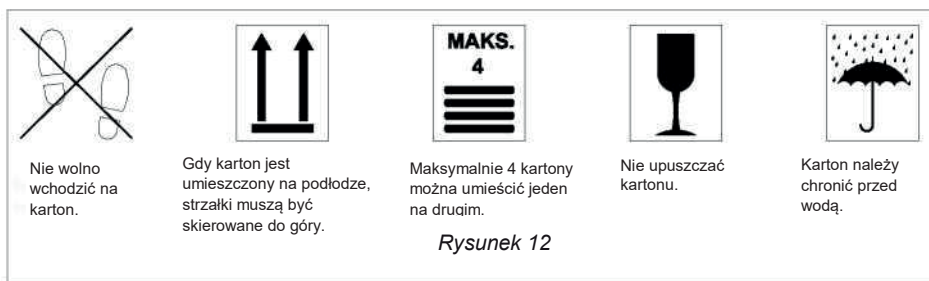 MAKS.
4
Nie wolno
wchodzić na
karton.
Gdy karton jest
umieszczony na podłodze,
strzałki muszą być
skierowane do góry.
Maksymalnie 4 kartony
można umieścić jeden
na drugim.
Nie upuszczać
kartonu.
Karton należy
chronić przed
wodą.
Rysunek 12